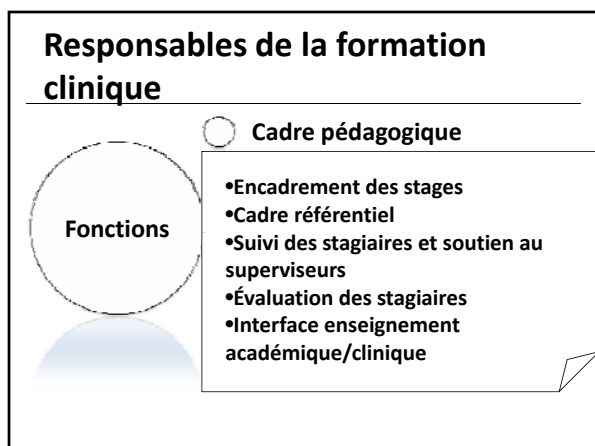 Responsables de la formation
clinique
Cadre pédagogique
Fonctions
•Encadrement des stages
•Cadre référentiel
•Suivi des stagiaires et soutien au
superviseurs
•Évaluation des stagiaires
•Interface enseignement
académique/clinique